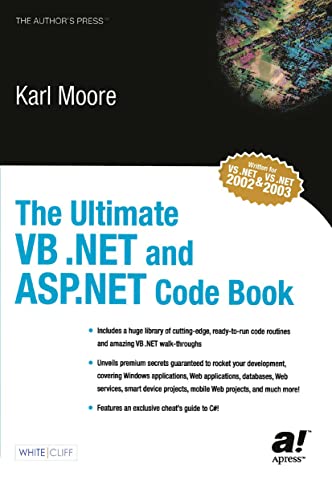 THE AUTHOR'S PRESS™
Karl Moore
Written for
VS .NET VS .NET
2002 & 2003
The Ultimate
VB .NET and
ASP.NET Code Book
• Includes a huge library of cutting-edge, ready-to-run code routines
and amazing VB .NET walk-throughs
• Unveils premium secrets guaranteed to rocket your development,
covering Windows applications, Web applications, databases, Web
services, smart device projects, mobile Web projects, and much more!
• Features an exclusive cheat's guide to C#!
WHITE|CLIFF
a!
Apress™